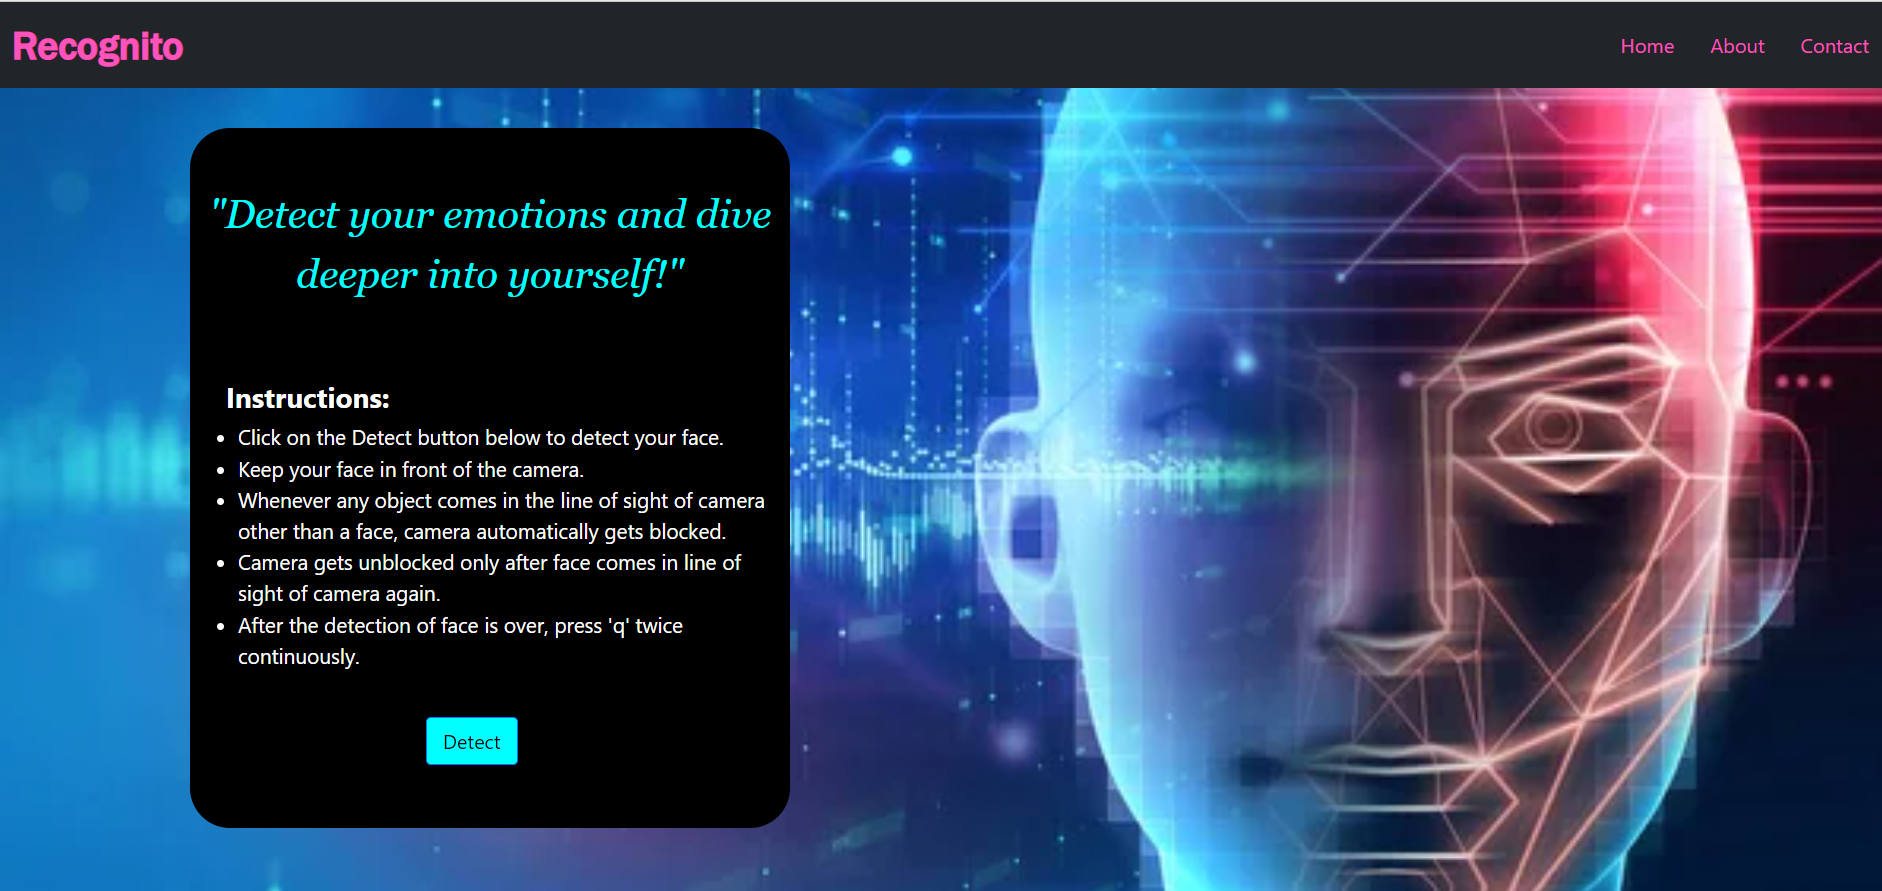 Recognito
Home About Contact
"Detect your emotions and dive
deeper into yourself!"
Instructions:
• Click on the Detect button below to detect your face.
• Keep your face in front of the camera.
• Whenever any object comes in the line of sight of camera
other than a face, camera automatically gets blocked.
• Camera gets unblocked only after face comes in line of
sight of camera again.
• After the detection of face is over, press 'q' twice
continuously.
Detect